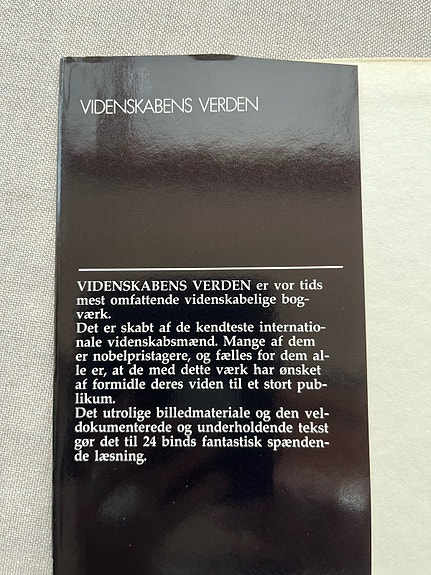 VIDENSKABENS VERDEN
VIDENSKABENS VERDEN er vor tids
mest omfattende videnskabelige bog-
værk.
Det er skabt af de kendteste internatio-
nale videnskabsmænd. Mange af dem
er nobelpristagere, og fælles for dem al-
le er, at de med dette værk har ønsket
af formidle deres viden til et stort pub-
likum.
Det utrolige billedmateriale og den vel-
dokumenterede og underholdende tekst
gør det til 24 binds fantastisk spænden-
de læsning.